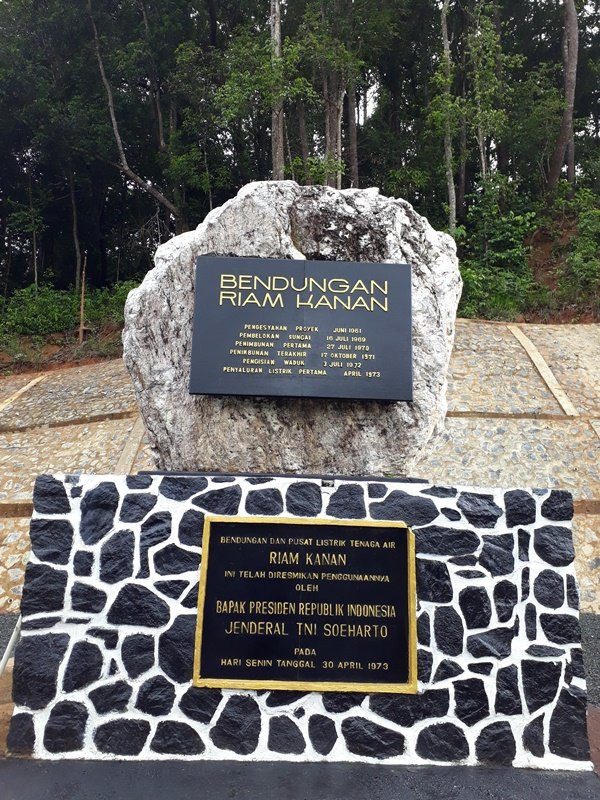 BENDUNGAN
RIAM KANAN
PENGESYAHAN PROYEK JUNI 1961
PEMBELOKAN SUNGAI 16 JULI 1969
PENIMBUNAN PERTAMA 27 JULI 1970
PENIKBUNAN TERAKHIR 17 OKTOBER 1971
PENGISIAN WADUK 3 JULI 1972
PENYALURAN LISTRIK PERTAMA APRIL 1973
BENDUNGAN DAN PUSAT LISTRIK TENAGA AIR
RIAM KANAN
INI TELAH DIRESMIKAN PENGGUNAANNYA
OLEH
BAPAK PRESIDEN REPUBLIK INDONESIA
JENDERAL TNI SOEHARTO
PADA
HARI SENIN TANGGAL 30 APRIL 1973